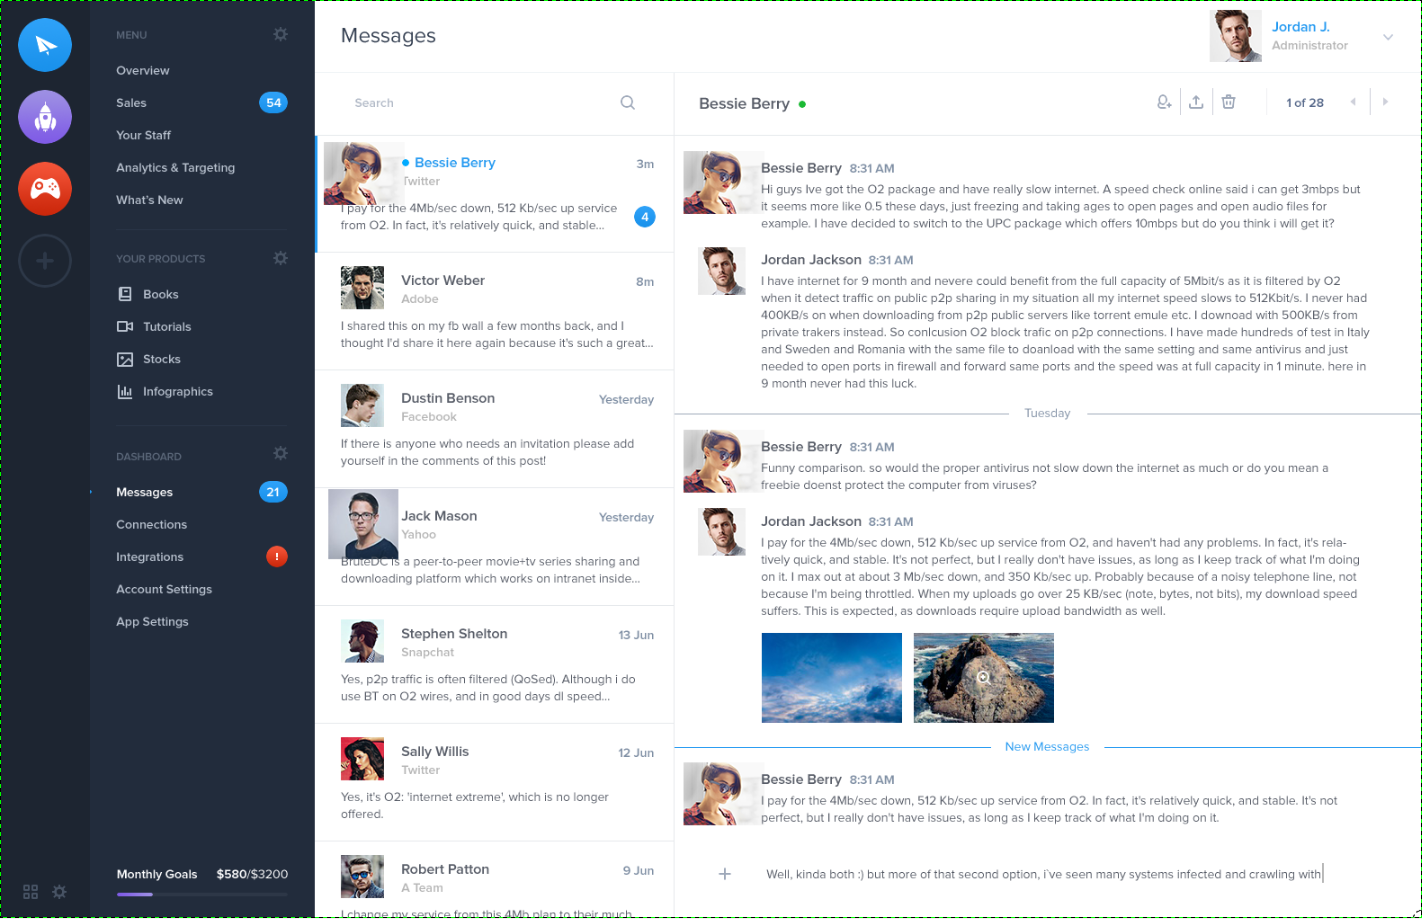 MENU
Overview
Sales 54
Your Staff
Analytics & Targeting
What's New
YOUR PRODUCTS
Books
Tutorials
Stocks
Infographics
DASHBOARD
Messages 21
Connections
Integrations !
Account Settings
App Settings
Monthly Goals $580/$3200
Messages
Jordan J.
Administrator
Search
Bessie Berry 3m
Twitter
I pay for the 4Mb/sec down, 512 Kb/sec up service
from O2. In fact, it's relatively quick, and stable...
4
Victor Weber 8m
Adobe
I shared this on my fb wall a few months back, and I
thought I'd share it here again because it's such a great...
Dustin Benson Yesterday
Facebook
If there is anyone who needs an invitation please add
yourself in the comments of this post!
Jack Mason Yesterday
Yahoo
BruteDC is a peer-to-peer movie+tv series sharing and
downloading platform which works on intranet inside...
Stephen Shelton 13 Jun
Snapchat
Yes, p2p traffic is often filtered (QoSed). Although i do
use BT on O2 wires, and in good days dl speed...
Sally Willis 12 Jun
Twitter
Yes, it's O2: 'internet extreme', which is no longer
offered.
Robert Patton 9 Jun
A Team
I change my service from this 4Mb plan to their much
Bessie Berry
1 of 28
Bessie Berry 8:31 AM
Hi guys Ive got the O2 package and have really slow internet. A speed check online said i can get 3mbps but
it seems more like 0.5 these days, just freezing and taking ages to open pages and open audio files for
example. I have decided to switch to the UPC package which offers 10mbps but do you think i will get it?
Jordan Jackson 8:31 AM
I have internet for 9 month and nevere could benefit from the full capacity of 5Mbit/s as it is filtered by O2
when it detect traffic on public p2p sharing in my situation all my internet speed slows to 512Kbit/s. I never had
400KB/s on when downloading from p2p public servers like torrent emule etc. I downoad with 500KB/s from
private trakers instead. So conlcusion O2 block trafic on p2p connections. I have made hundreds of test in Italy
and Sweden and Romania with the same file to doanload with the same setting and same antivirus and just
needed to open ports in firewall and forward same ports and the speed was at full capacity in 1 minute. here in
9 month never had this luck.
Tuesday
Bessie Berry 8:31 AM
Funny comparison. so would the proper antivirus not slow down the internet as much or do you mean a
freebie doenst protect the computer from viruses?
Jordan Jackson 8:31 AM
I pay for the 4Mb/sec down, 512 Kb/sec up service from O2, and haven't had any problems. In fact, it's rela-
tively quick, and stable. It's not perfect, but I really don't have issues, as long as I keep track of what I'm doing
on it. I max out at about 3 Mb/sec down, and 350 Kb/sec up. Probably because of a noisy telephone line, not
because I'm being throttled. When my uploads go over 25 KB/sec (note, bytes, not bits), my download speed
suffers. This is expected, as downloads require upload bandwidth as well.
New Messages
Bessie Berry 8:31 AM
I pay for the 4Mb/sec down, 512 Kb/sec up service from O2. In fact, it's relatively quick, and stable. It's not
perfect, but I really don't have issues, as long as I keep track of what I'm doing on it.
Well, kinda both :) but more of that second option, i`ve seen many systems infected and crawling with